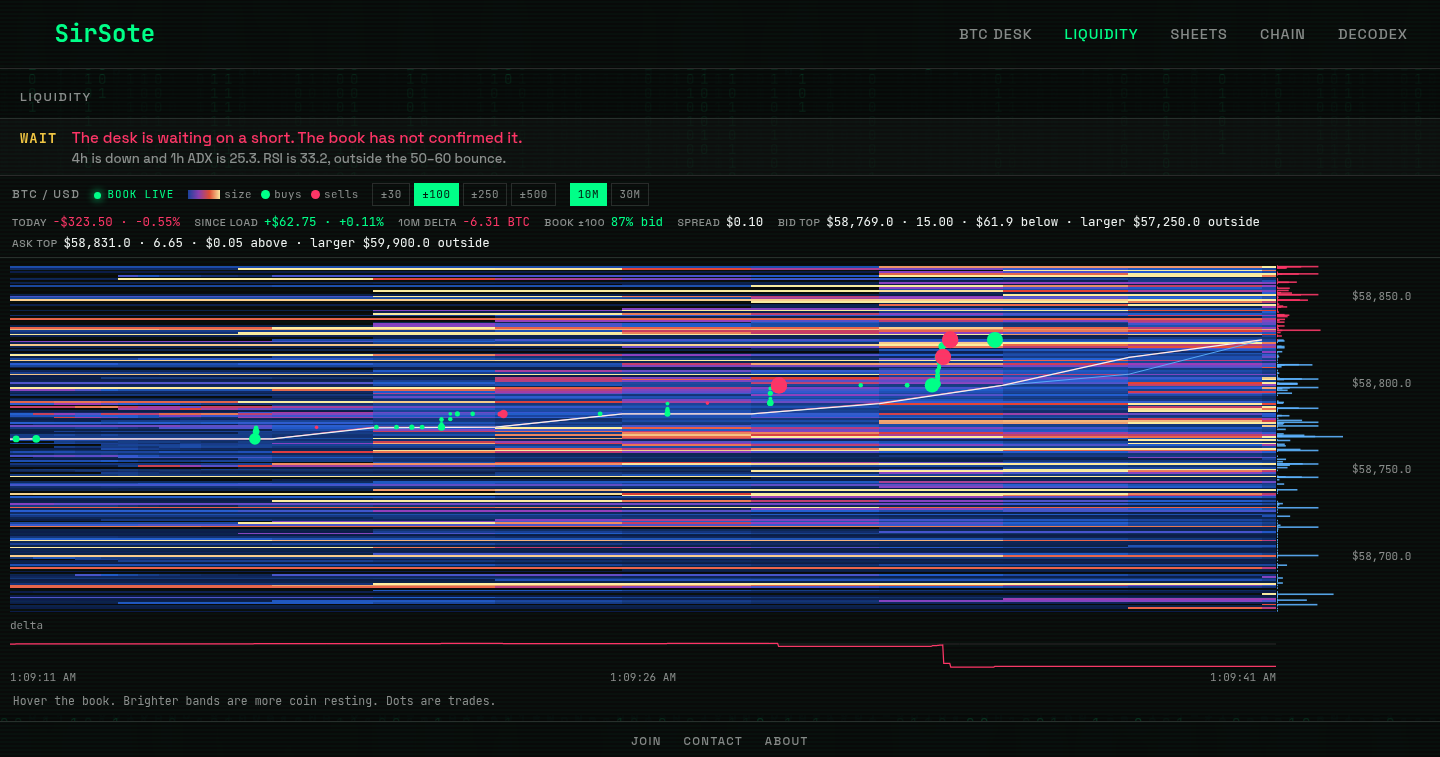 SirSote
BTC DESK LIQUIDITY SHEETS CHAIN DECODEX
LIQUIDITY
WAIT The desk is waiting on a short. The book has not confirmed it.
4h is down and 1h ADX is 25.3. RSI is 33.2, outside the 50–60 bounce.
BTC / USD BOOK LIVE size buys sells ±30 ±100 ±250 ±500 10M 30M
TODAY -$323.50 · -0.55% SINCE LOAD +$62.75 · +0.11% 10M DELTA -6.31 BTC BOOK ±100 87% bid SPREAD $0.10 BID TOP $58,769.0 · 15.00 · $61.9 below · larger $57,250.0 outside
ASK TOP $58,831.0 · 6.65 · $0.05 above · larger $59,900.0 outside
$58,850.0
$58,800.0
$58,750.0
$58,700.0
delta
1:09:11 AM 1:09:26 AM 1:09:41 AM
Hover the book. Brighter bands are more coin resting. Dots are trades.
JOIN CONTACT ABOUT